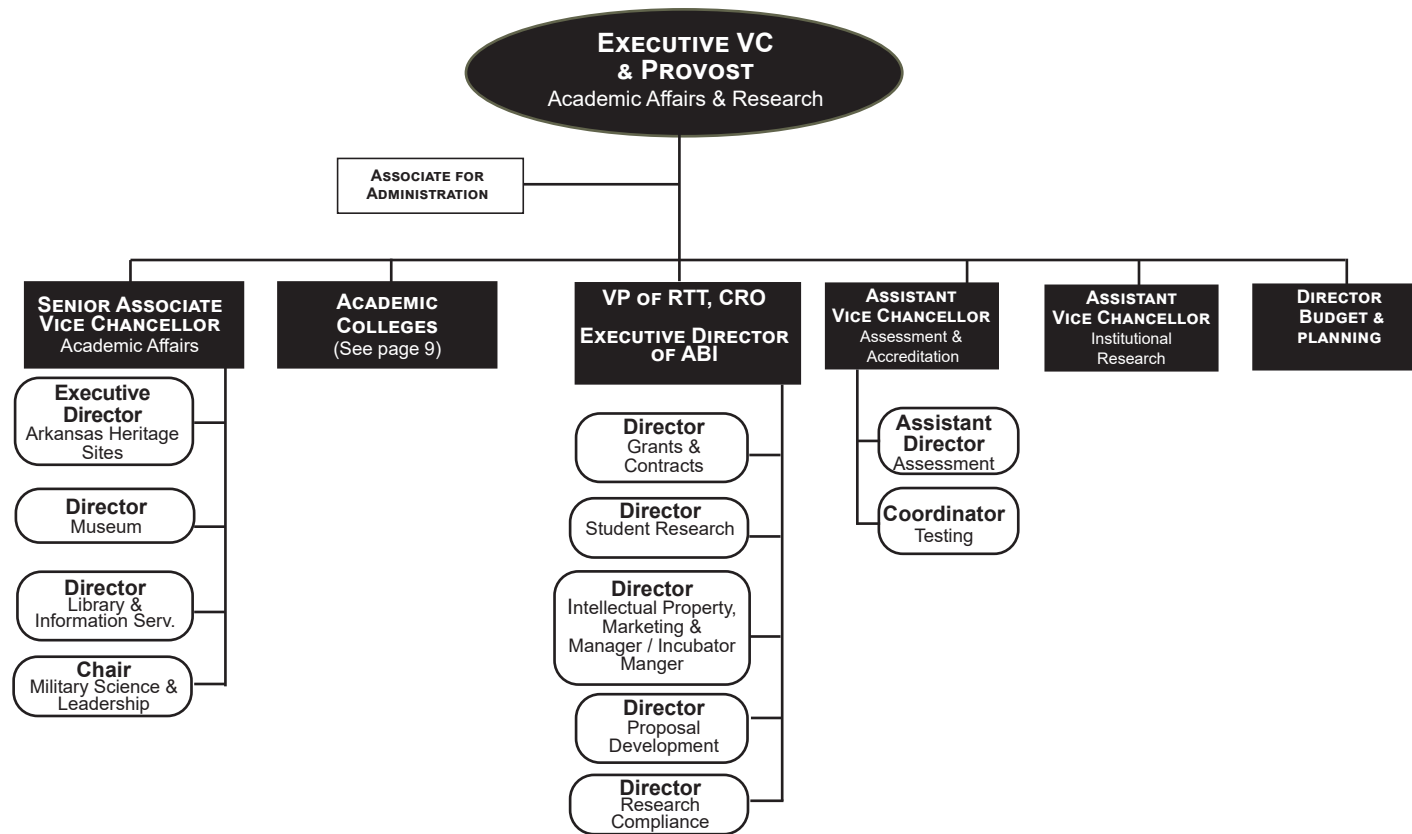 EXECUTIVE VC
& PROVOST
Academic Affairs & Research
ASSOCIATE FOR
ADMINISTRATION
SENIOR ASSOCIATE
VICE CHANCELLOR
Academic Affairs
ACADEMIC
COLLEGES
(See page 9)
VP OF RTT, CRO
EXECUTIVE DIRECTOR
OF ABI
ASSISTANT
VICE CHANCELLOR
Assessment &
Accreditation
ASSISTANT
VICE CHANCELLOR
Institutional
Research
DIRECTOR
BUDGET &
PLANNING
Executive
Director
Arkansas Heritage
Sites
Director
Museum
Director
Library &
Information Serv.
Chair
Military Science &
Leadership
Director
Grants &
Contracts
Director
Student Research
Director
Intellectual Property,
Marketing &
Manager / Incubator
Manger
Director
Proposal
Development
Director
Research
Compliance
Assistant
Director
Assessment
Coordinator
Testing